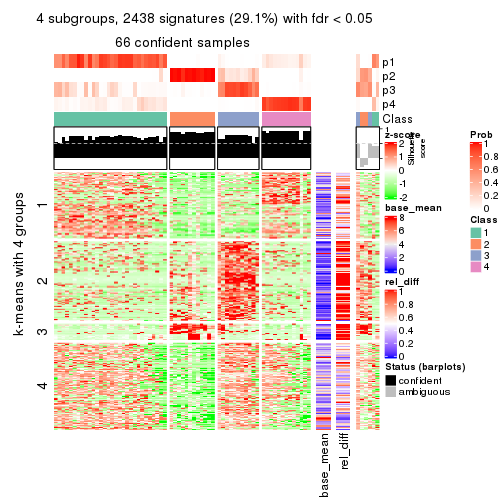 4 subgroups, 2438 signatures (29.1%) with fdr < 0.05
66 confident samples
p1
p2
p3
p4
Class
1
Silhouette
score
k-means with 4 groups
1
2
3
4
base_mean
rel_diff
z-score
2
1
0
-1
-2
base_mean
8
6
4
2
0
rel_diff
1
0.8
0.6
0.4
0.2
0
Status (barplots)
confident
ambiguous
Prob
1
0.8
0.6
0.4
0.2
0
Class
1
2
3
4